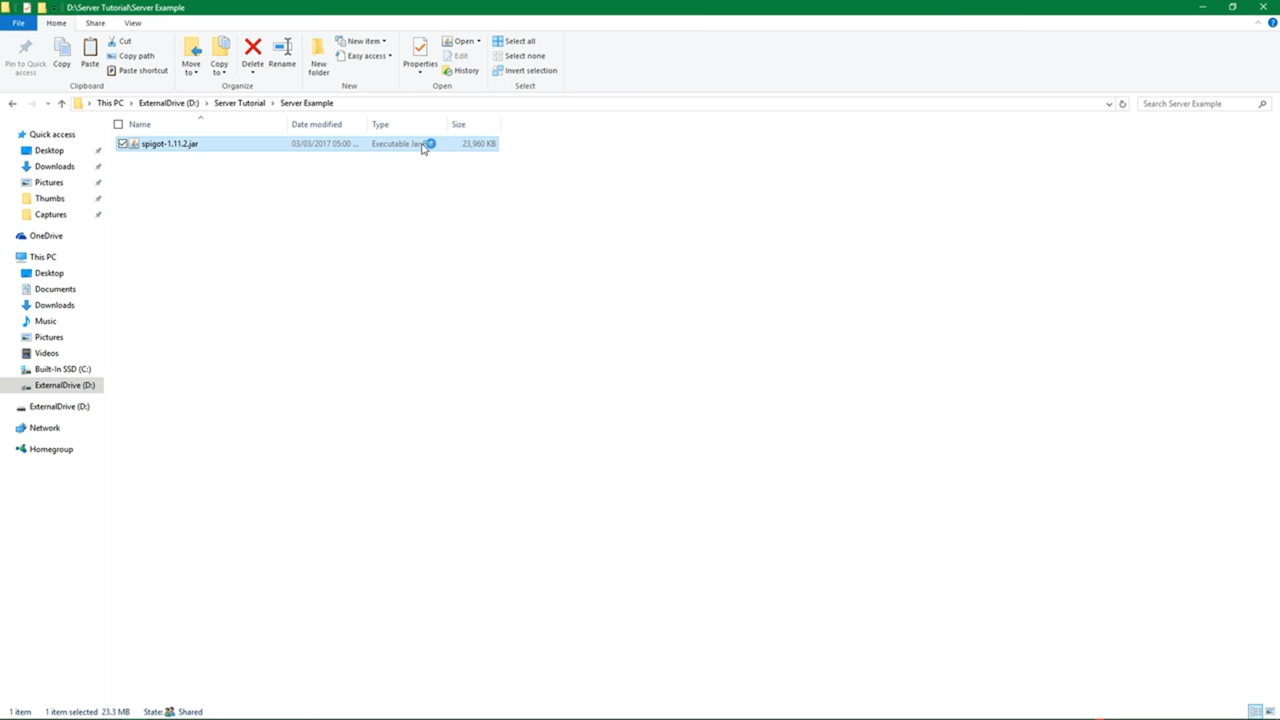 D:\Server Tutorial\Server Example
File Home Share View
Pin to Quick access
Copy
Paste
Cut
Copy path
Paste shortcut
Clipboard
Move to
Copy to
Delete
Rename
Organize
New folder
New item
Easy access
New
Properties
Open
Edit
History
Open
Select all
Select none
Invert selection
Select
This PC > ExternalDrive (D:) > Server Tutorial > Server Example
Search Server Example
Name Date modified Type Size
spigot-1.11.2.jar 03/03/2017 05:00 ... Executable Jar 23,960 KB
Quick access
Desktop
Downloads
Pictures
Thumbs
Captures
OneDrive
This PC
Desktop
Documents
Downloads
Music
Pictures
Videos
Built-In SSD (C:)
ExternalDrive (D:)
ExternalDrive (D:)
Network
Homegroup
1 item 1 item selected 23.3 MB State: Shared